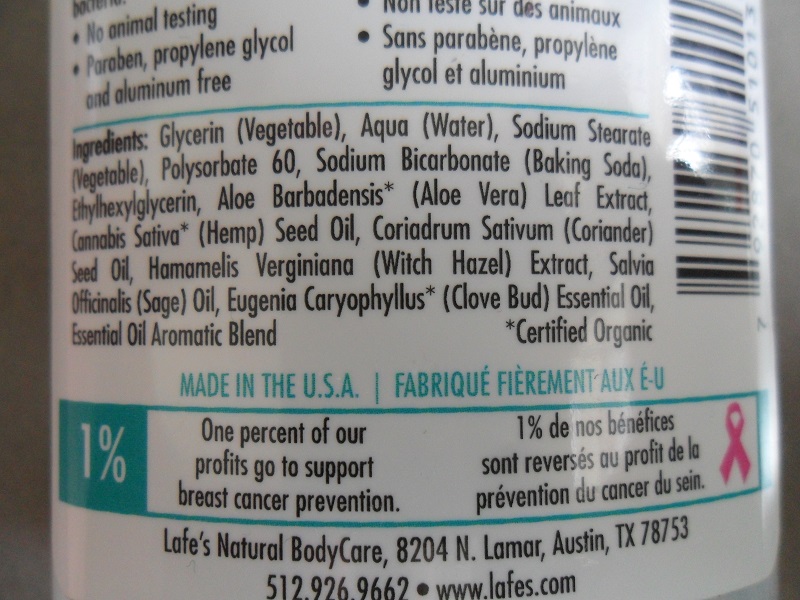 • No animal testing
• Paraben, propylene glycol
and aluminum free
• Non testé sur des animaux
• Sans parabène, propylène
glycol et aluminium
Ingredients: Glycerin (Vegetable), Aqua (Water), Sodium Stearate
(Vegetable), Polysorbate 60, Sodium Bicarbonate (Baking Soda),
Ethylhexylglycerin, Aloe Barbadensis* (Aloe Vera) Leaf Extract,
Cannabis Sativa* (Hemp) Seed Oil, Coriadrum Sativum (Coriander)
Seed Oil, Hamamelis Verginiana (Witch Hazel) Extract, Salvia
Officinalis (Sage) Oil, Eugenia Caryophyllus* (Clove Bud) Essential Oil,
Essential Oil Aromatic Blend *Certified Organic
MADE IN THE U.S.A. | FABRIQUÉ FIÈREMENT AUX É-U
1%
One percent of our
profits go to support
breast cancer prevention.
1% de nos bénéfices
sont reversés au profit de la
prévention du cancer du sein.
Lafe's Natural BodyCare, 8204 N. Lamar, Austin, TX 78753
512.926.9662 • www.lafes.com